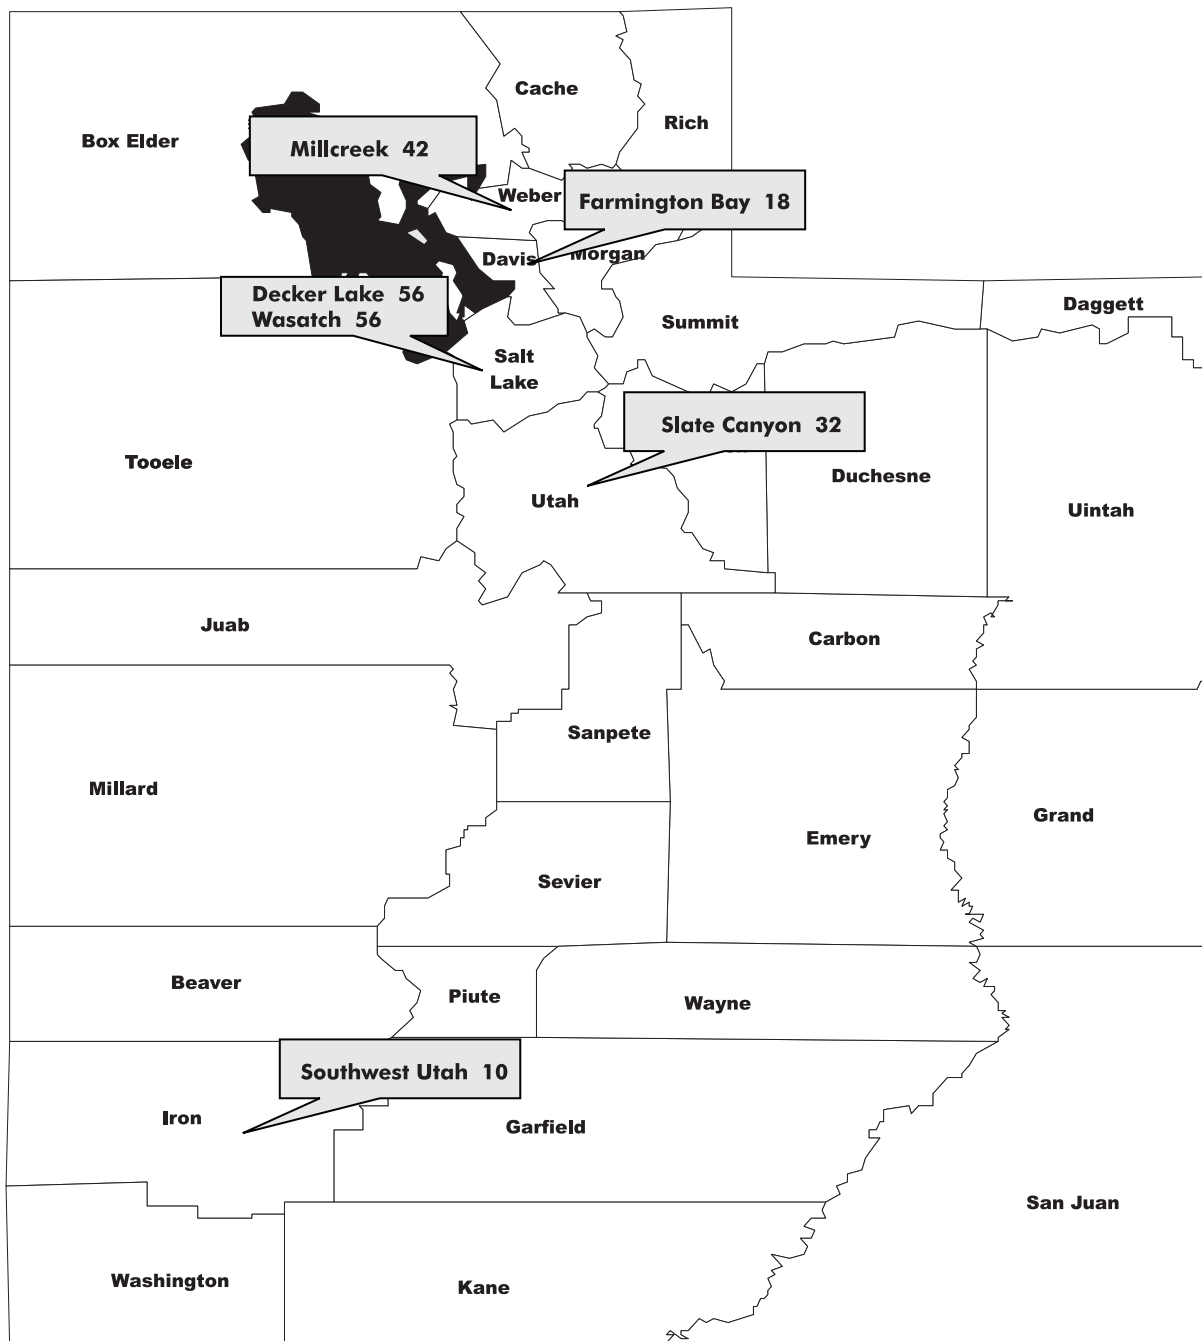 Cache
Rich
Box Elder
Millcreek 42
Weber
Farmington Bay 18
Davis
Morgan
Decker Lake 56
Wasatch 56
Daggett
Summit
Salt
Lake
Slate Canyon 32
Tooele
Duchesne
Utah
Uintah
Juab
Carbon
Sanpete
Millard
Grand
Emery
Sevier
Beaver
Piute
Wayne
Southwest Utah 10
Iron
Garfield
San Juan
Washington
Kane